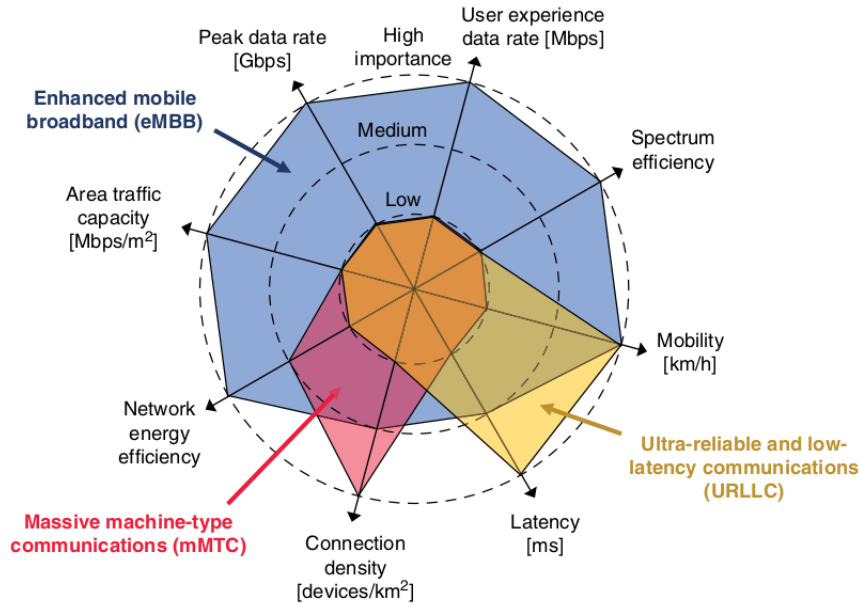 Peak data rate
[Gbps]
High
importance
User experience
data rate [Mbps]
Enhanced mobile
broadband (eMBB)
Medium
Spectrum
efficiency
Area traffic
capacity
[Mbps/m²]
Low
Mobility
[km/h]
Network
energy
efficiency
Ultra-reliable and low-
latency communications
(URLLC)
Massive machine-type
communications (mMTC)
Latency
[ms]
Connection
density
[devices/km²]